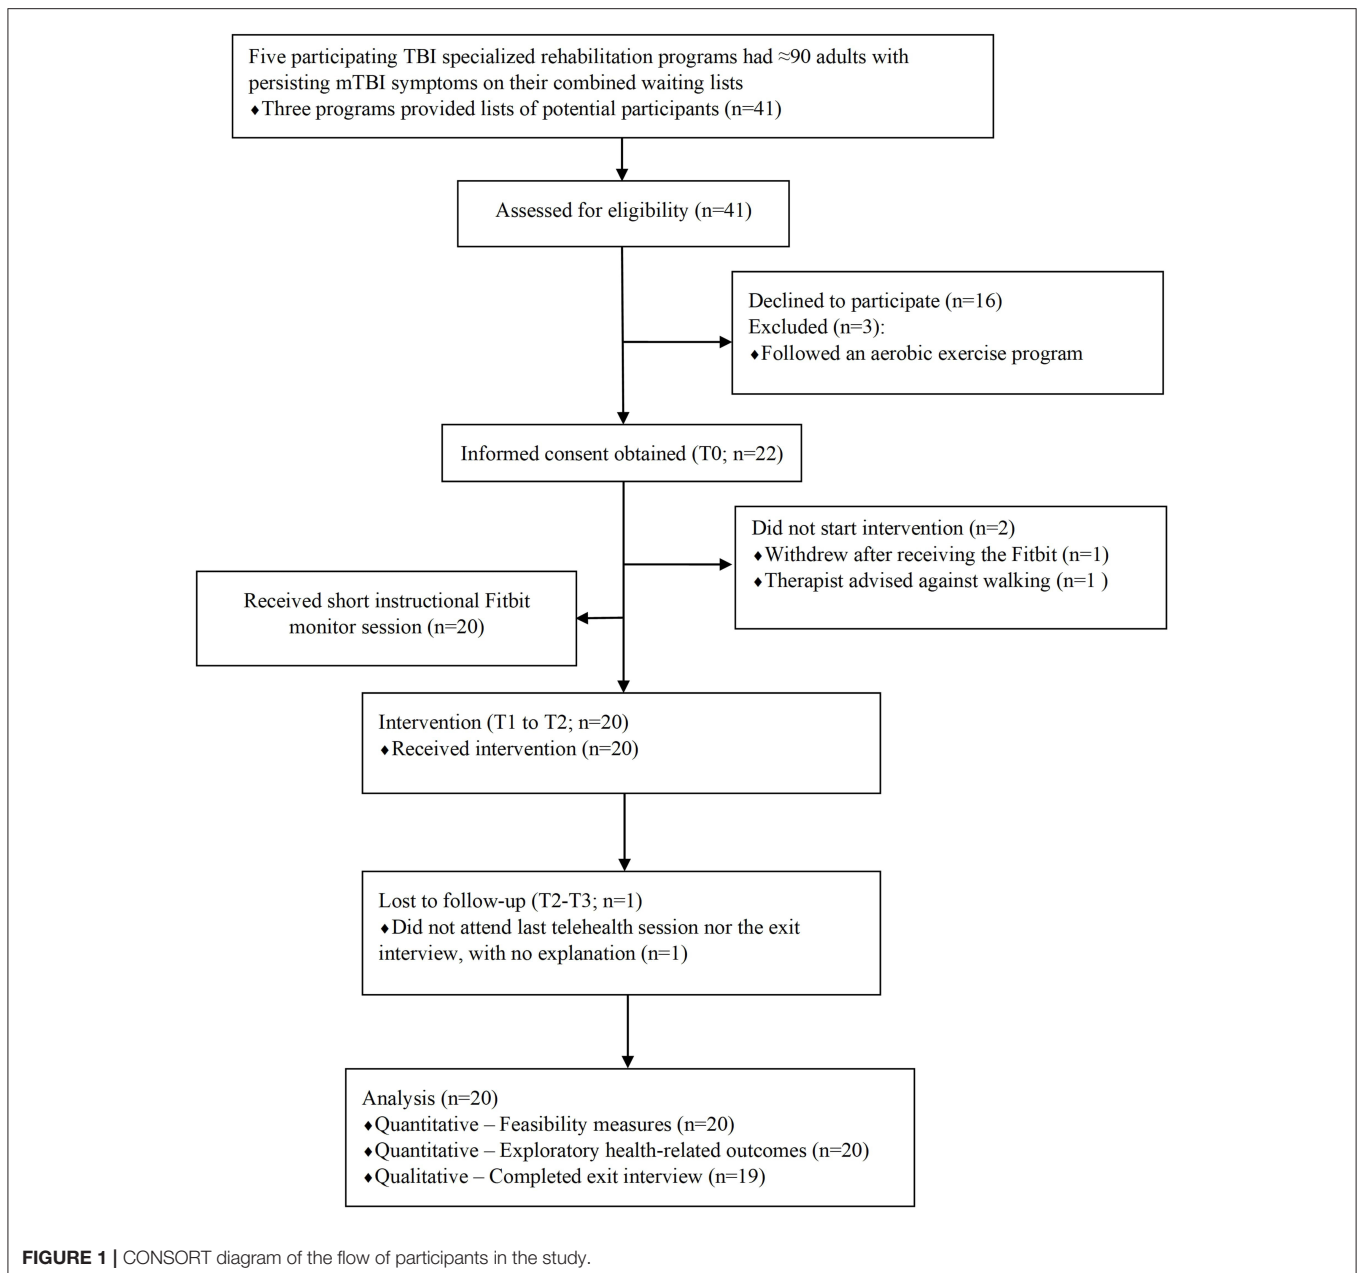 Five participating TBI specialized rehabilitation programs had ≈90 adults with
persisting mTBI symptoms on their combined waiting lists
♦Three programs provided lists of potential participants (n=41)
Assessed for eligibility (n=41)
Declined to participate (n=16)
Excluded (n=3):
♦Followed an aerobic exercise program
Informed consent obtained (T0; n=22)
Did not start intervention (n=2)
♦Withdrew after receiving the Fitbit (n=1)
♦Therapist advised against walking (n=1 )
Received short instructional Fitbit
monitor session (n=20)
Intervention (T1 to T2; n=20)
♦Received intervention (n=20)
Lost to follow-up (T2-T3; n=1)
♦Did not attend last telehealth session nor the exit
interview, with no explanation (n=1)
Analysis (n=20)
♦Quantitative – Feasibility measures (n=20)
♦Quantitative – Exploratory health-related outcomes (n=20)
♦Qualitative – Completed exit interview (n=19)
FIGURE 1 | CONSORT diagram of the flow of participants in the study.